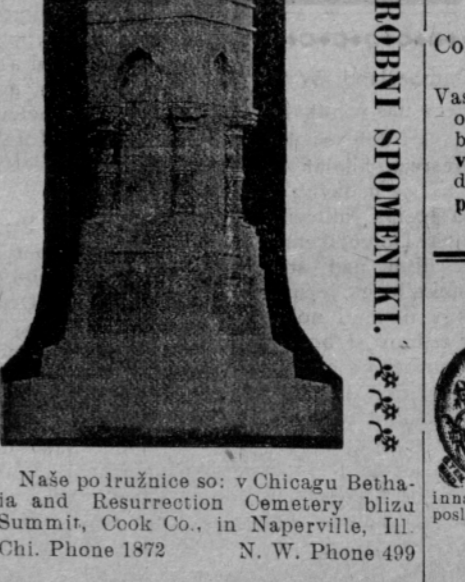 ROBNI SPOMENIKI.
Naše po iružnice so: v Chicagu Betha-
ia and Resurrection Cemetery blizu
Summit, Cook Co., in Naperville, Ill.
Chi. Phone 1872 N. W. Phone 499
Co
Vas
o
b
v
d
p
inna
posl